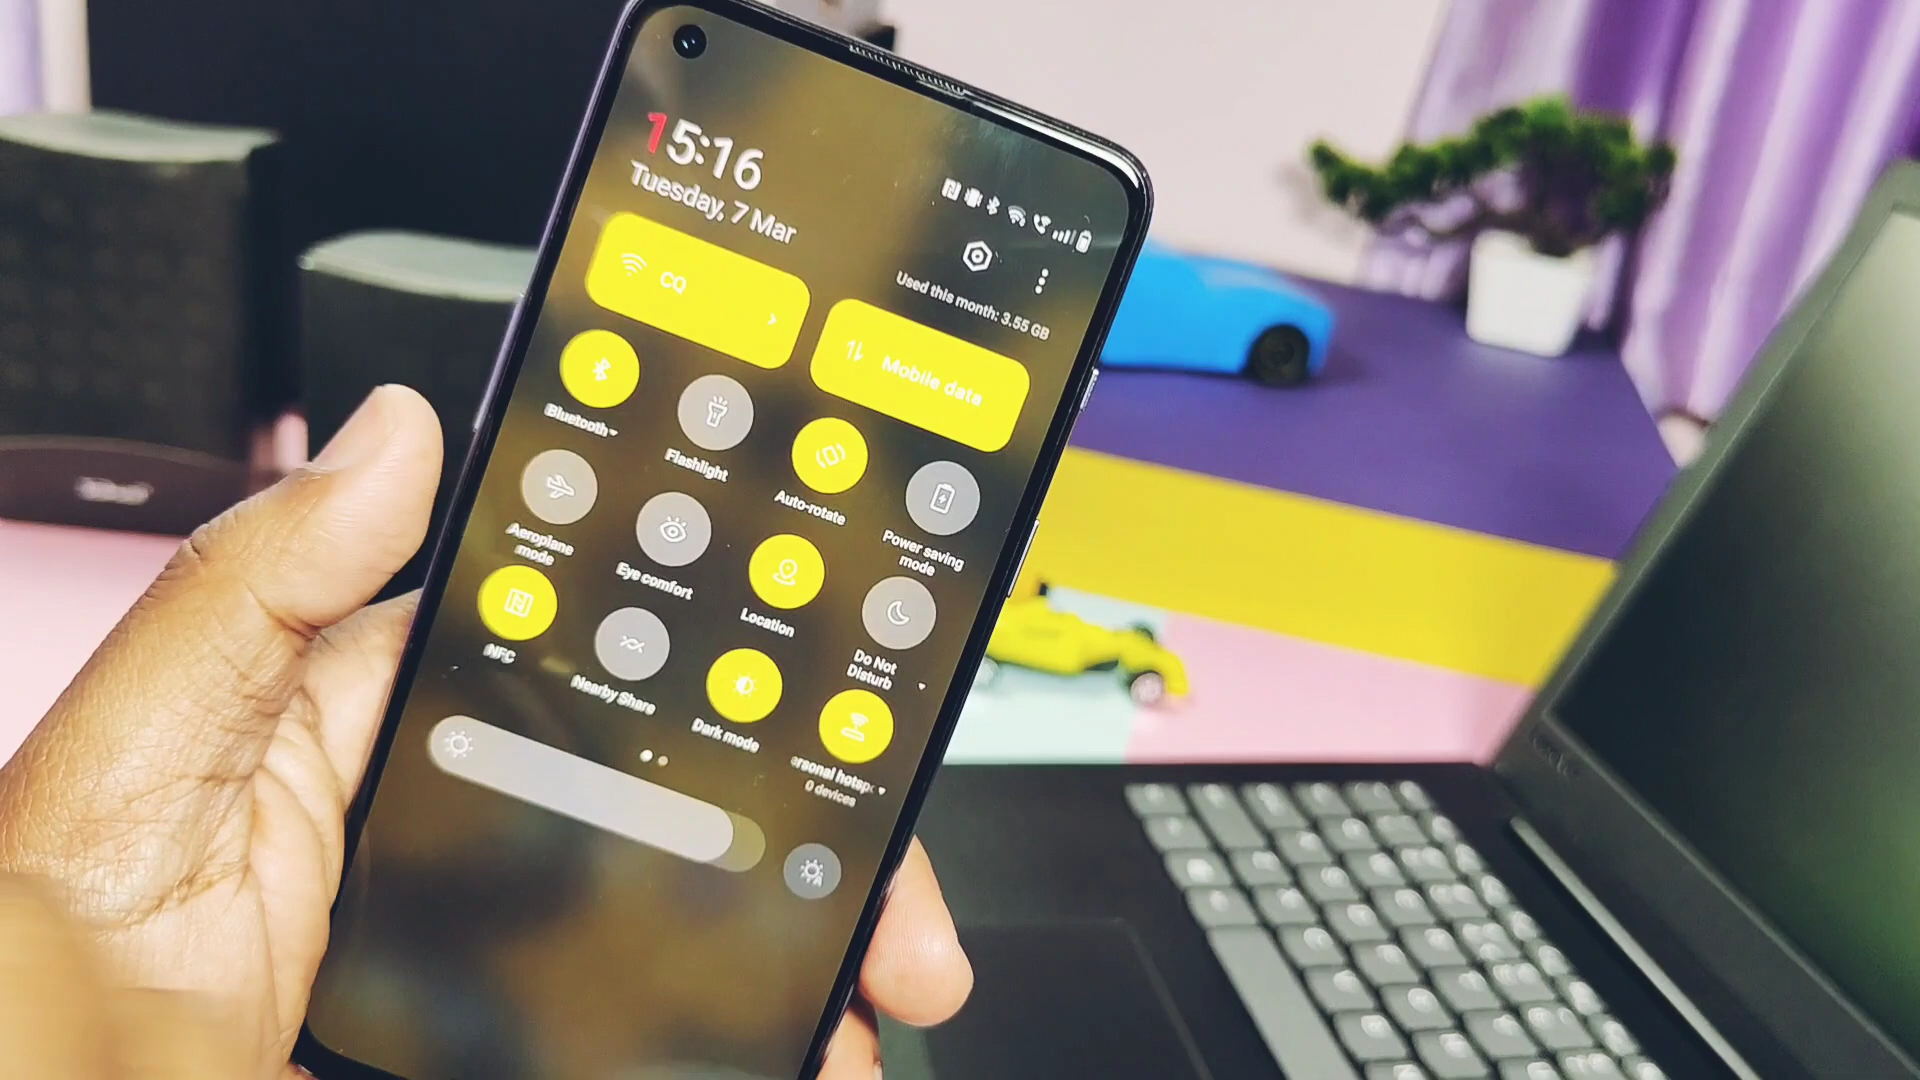 15:16
Tuesday, 7 Mar
Used this month: 3.55 GB
CQ
Mobile data
Bluetooth
Flashlight
Auto-rotate
Power saving
mode
Aeroplane
mode
Eye comfort
Location
Do Not
Disturb
NFC
Nearby Share
Dark mode
ersonal hotsp
0 devices